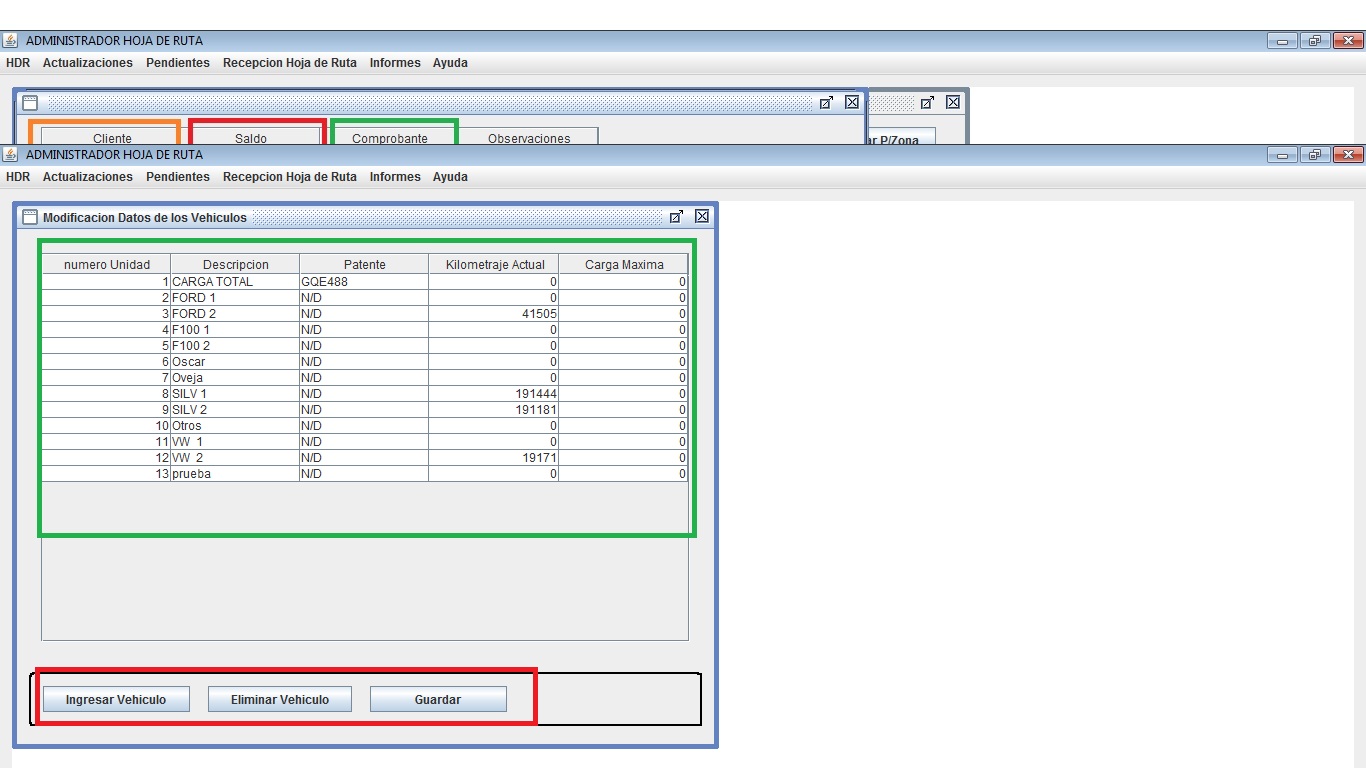 ADMINISTRADOR HOJA DE RUTA
HDR Actualizaciones Pendientes Recepcion Hoja de Ruta Informes Ayuda
Cliente Saldo Comprobante Observaciones P/Zona
ADMINISTRADOR HOJA DE RUTA
HDR Actualizaciones Pendientes Recepcion Hoja de Ruta Informes Ayuda
Modificacion Datos de los Vehiculos
numero Unidad Descripcion Patente Kilometraje Actual Carga Maxima
1 CARGA TOTAL GQE488 0 0
2 FORD 1 N/D 0 0
3 FORD 2 N/D 41505 0
4 F100 1 N/D 0 0
5 F100 2 N/D 0 0
6 Oscar N/D 0 0
7 Oveja N/D 0 0
8 SILV 1 N/D 191444 0
9 SILV 2 N/D 191181 0
10 Otros N/D 0 0
11 VW 1 N/D 0 0
12 VW 2 N/D 19171 0
13 prueba N/D 0 0
Ingresar Vehiculo Eliminar Vehiculo Guardar